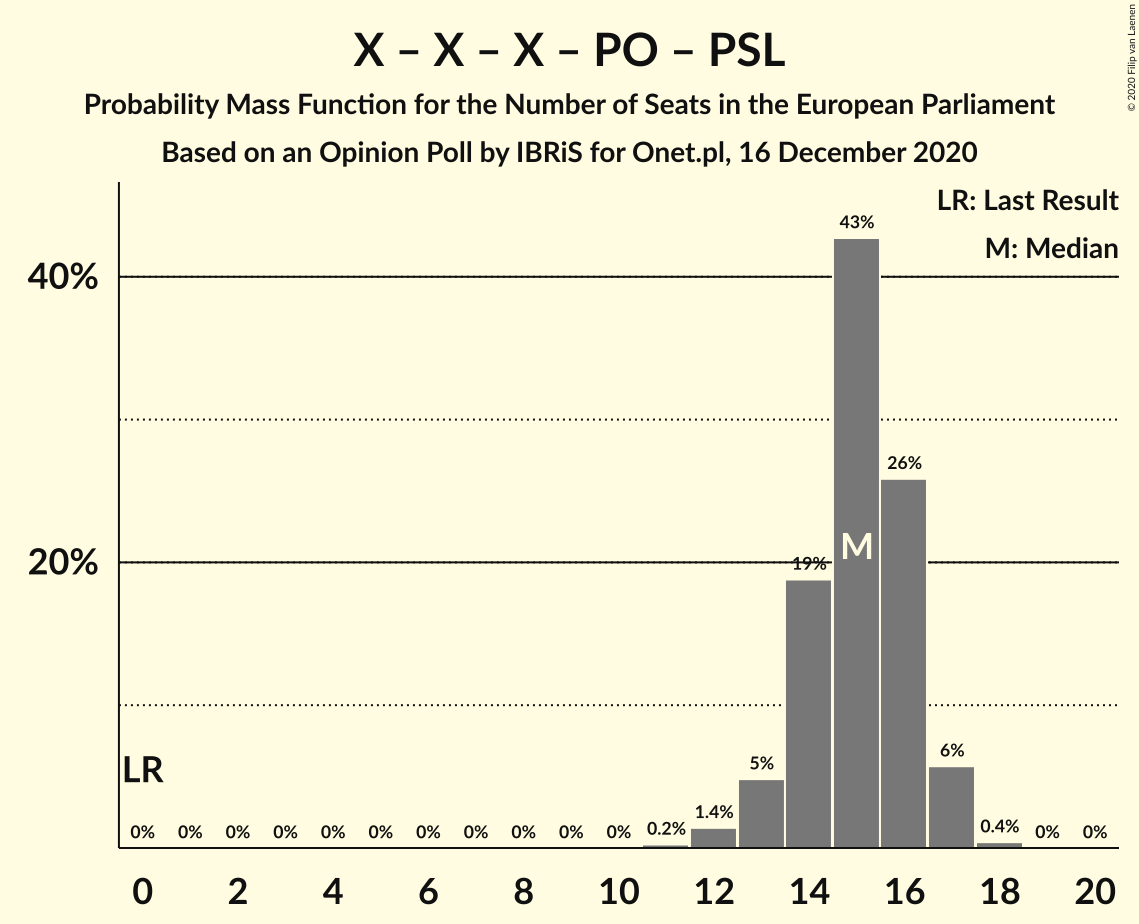 X – X – X – PO – PSL
Probability Mass Function for the Number of Seats in the European Parliament
Based on an Opinion Poll by IBRiS for Onet.pl, 16 December 2020
© 2020 Filip van Laenen
LR: Last Result
M: Median
43%
40%
26%
M
20%
19%
LR
6%
5%
0% 0% 0% 0% 0% 0% 0% 0% 0% 0% 0% 0.2% 1.4% 0.4% 0% 0%
0 2 4 6 8 10 12 14 16 18 20